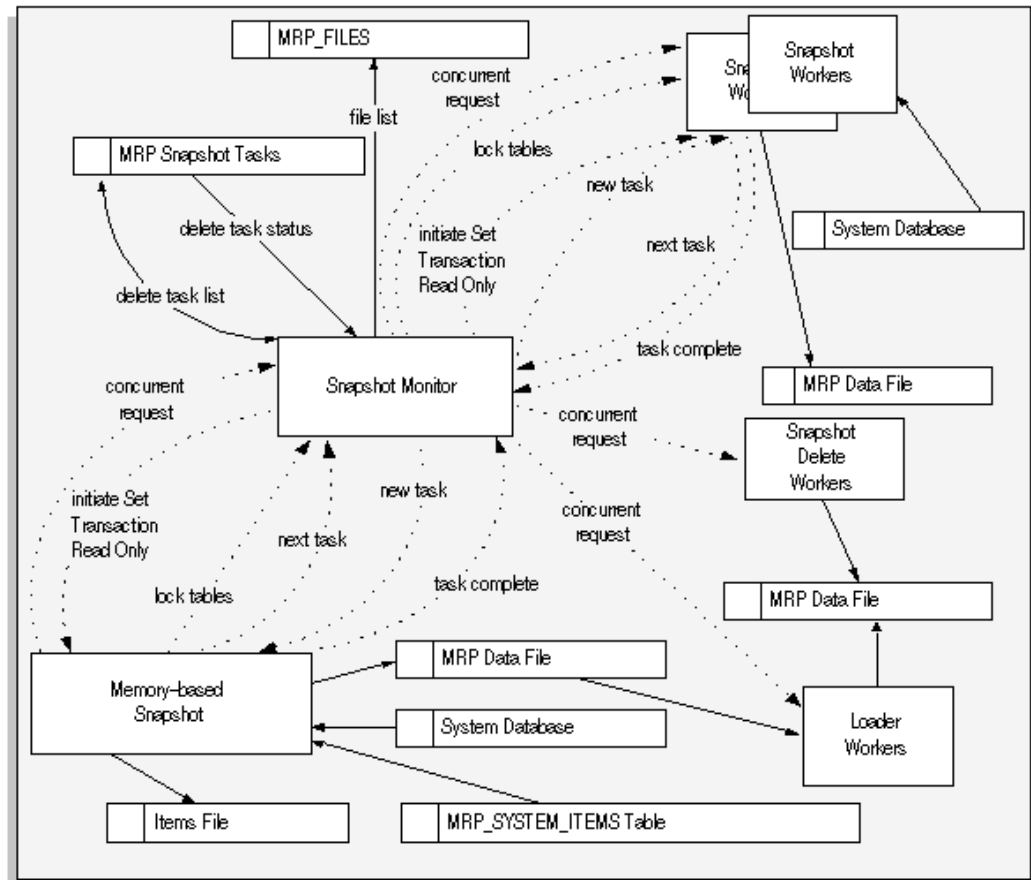 MRP_FILES
concurrent
request
Snapshot
Workers
Sna
Wo
file list
lock tables
MRP Snapshot Tasks
new task
delete task status
initiate Set
Transaction
Read Only
next task
System Database
delete task list
task complete
MRP Data File
concurrent
request
Snapshot Monitor
concurrent
request
Snapshot
Delete
Workers
initiate Set
Transaction
Read Only
new task
concurrent
request
next task
lock tables
task complete
MRP Data File
MRP Data File
Memory-based
Snapshot
System Database
Loader
Workers
Items File
MRP_SYSTEM_ITEMS Table